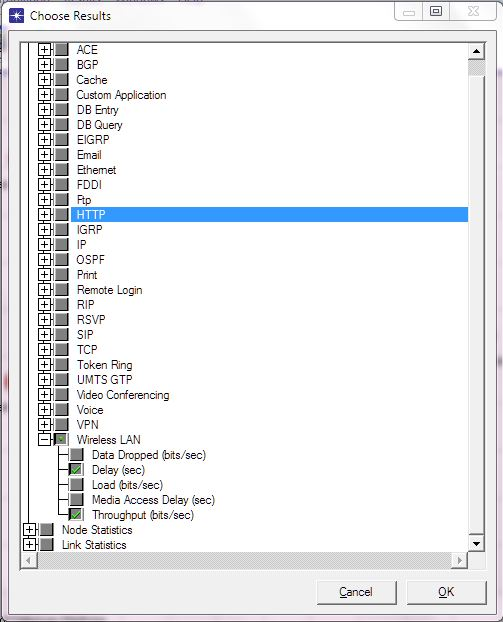 Choose Results
ACE
BGP
Cache
Custom Application
DB Entry
DB Query
EIGRP
Email
Ethernet
FDDI
Ftp
HTTP
IGRP
IP
OSPF
Print
Remote Login
RIP
RSVP
SIP
TCP
Token Ring
UMTS GTP
Video Conferencing
Voice
VPN
Wireless LAN
Data Dropped (bits/sec)
Delay (sec)
Load (bits/sec)
Media Access Delay (sec)
Throughput (bits/sec)
Node Statistics
Link Statistics
Cancel OK